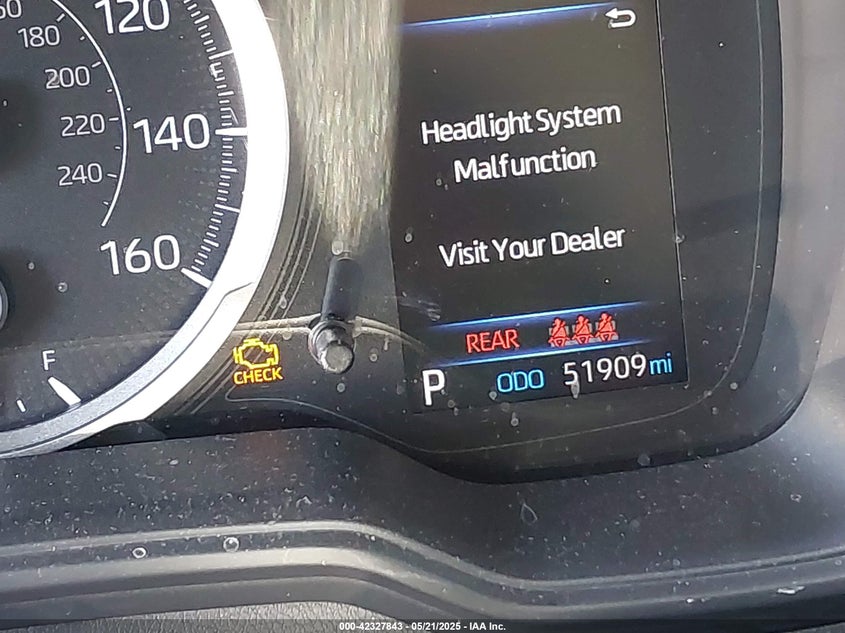 120
180
200
220
240
140
160
F
CHECK
Headlight System
Malfunction
Visit Your Dealer
REAR
P
ODO 51909 mi
000-42327843 - 05/21/2025 - IAA Inc.